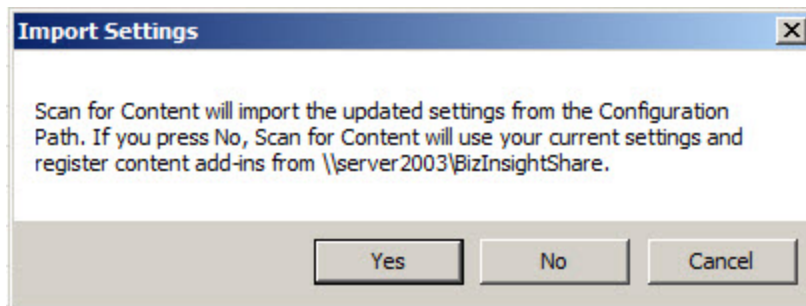 Import Settings
Scan for Content will import the updated settings from the Configuration
Path. If you press No, Scan for Content will use your current settings and
register content add-ins from \\server2003\BizInsightShare.
Yes No Cancel